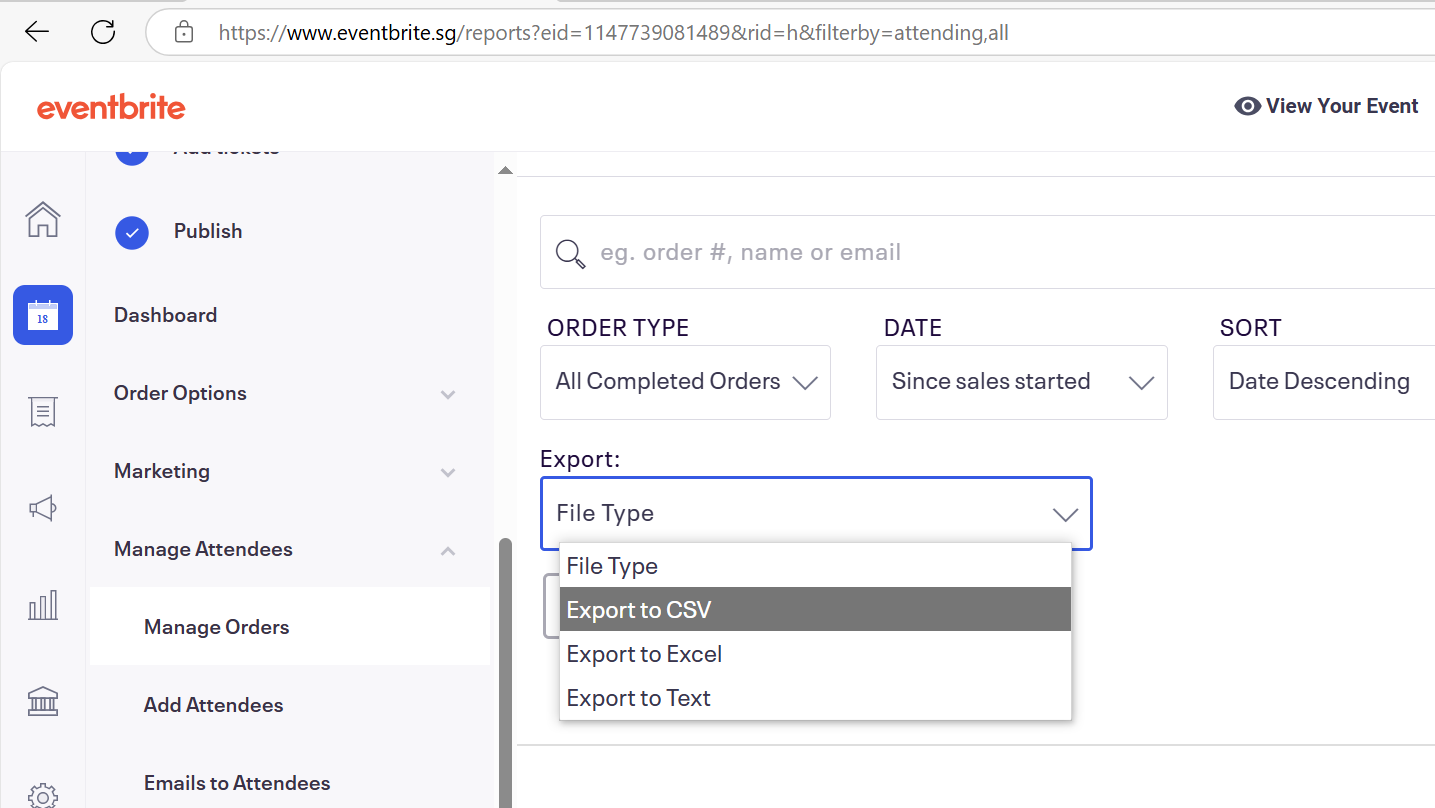 https://www.eventbrite.sg/reports?eid=1147739081489&rid=h&filterby=attending,all
eventbrite
View Your Event
Add tickets
Publish
18
Dashboard
Order Options
Marketing
Manage Attendees
Manage Orders
Add Attendees
Emails to Attendees
eg. order #, name or email
ORDER TYPE
DATE
SORT
All Completed Orders
Since sales started
Date Descending
Export:
File Type
File Type
Export to CSV
Export to Excel
Export to Text